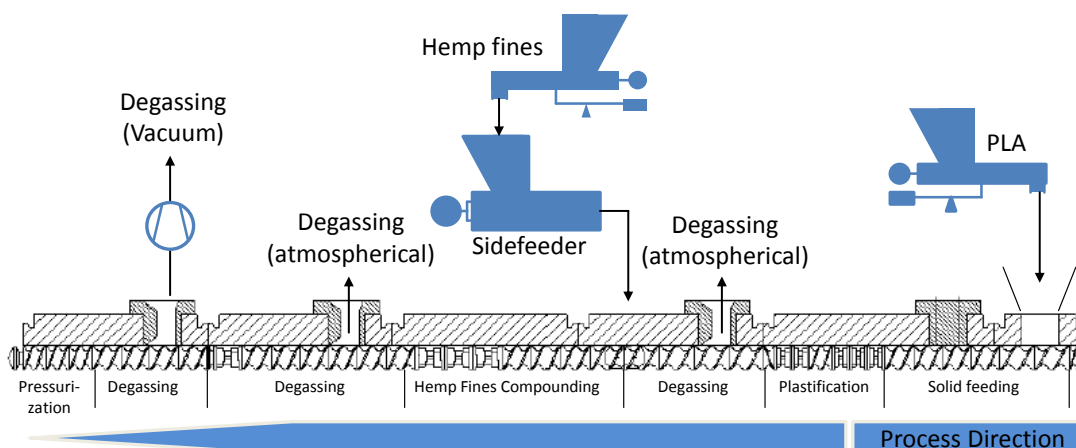 Hemp fines
Degassing
(Vacuum)
PLA
Degassing
(atmospherical)
Sidefeeder
Degassing
(atmospherical)
Pressuri-
zation
Degassing
Degassing
Hemp Fines Compounding
Degassing
Plastification
Solid feeding
Process Direction